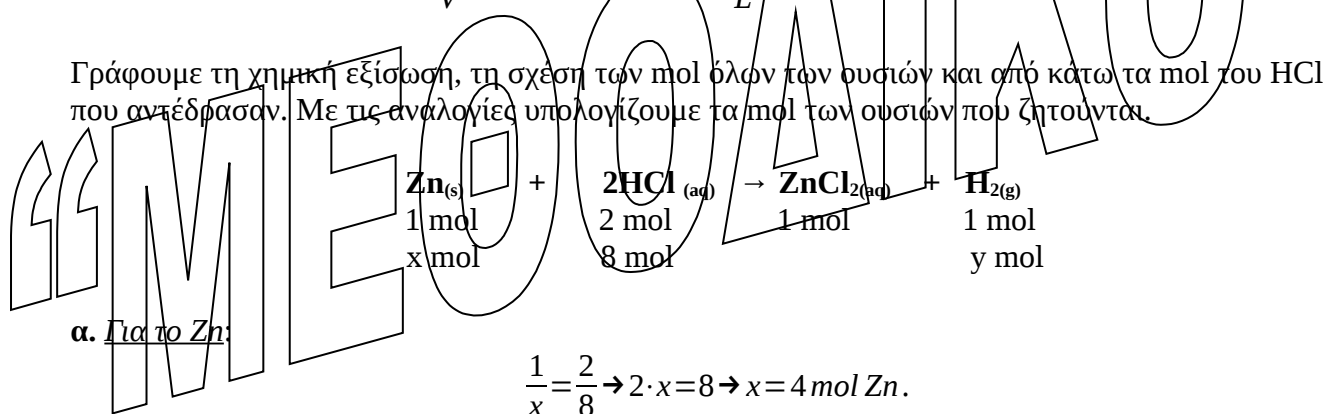 Γράφουμε τη χημική εξίσωση, τη σχέση των mol όλων των ουσιών και από κάτω τα mol του HCl
που αντέδρασαν. Με τις αναλογίες υπολογίζουμε τα mol των ουσιών που ζητούνται.
Zn(s) + 2HCl (aq) → ZnCl2(aq) + H2(g)
1 mol 2 mol 1 mol 1 mol
x mol 8 mol y mol
α. Για το Zn:
1/x=2/8→2·x=8→x=4 mol Zn.